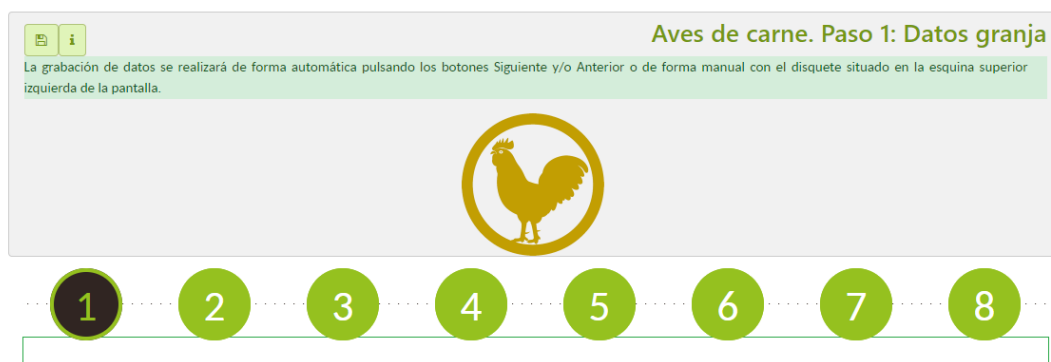 Aves de carne. Paso 1: Datos granja
La grabación de datos se realizará de forma automática pulsando los botones Siguiente y/o Anterior o de forma manual con el disquete situado en la esquina superior
izquierda de la pantalla.
1 2 3 4 5 6 7 8